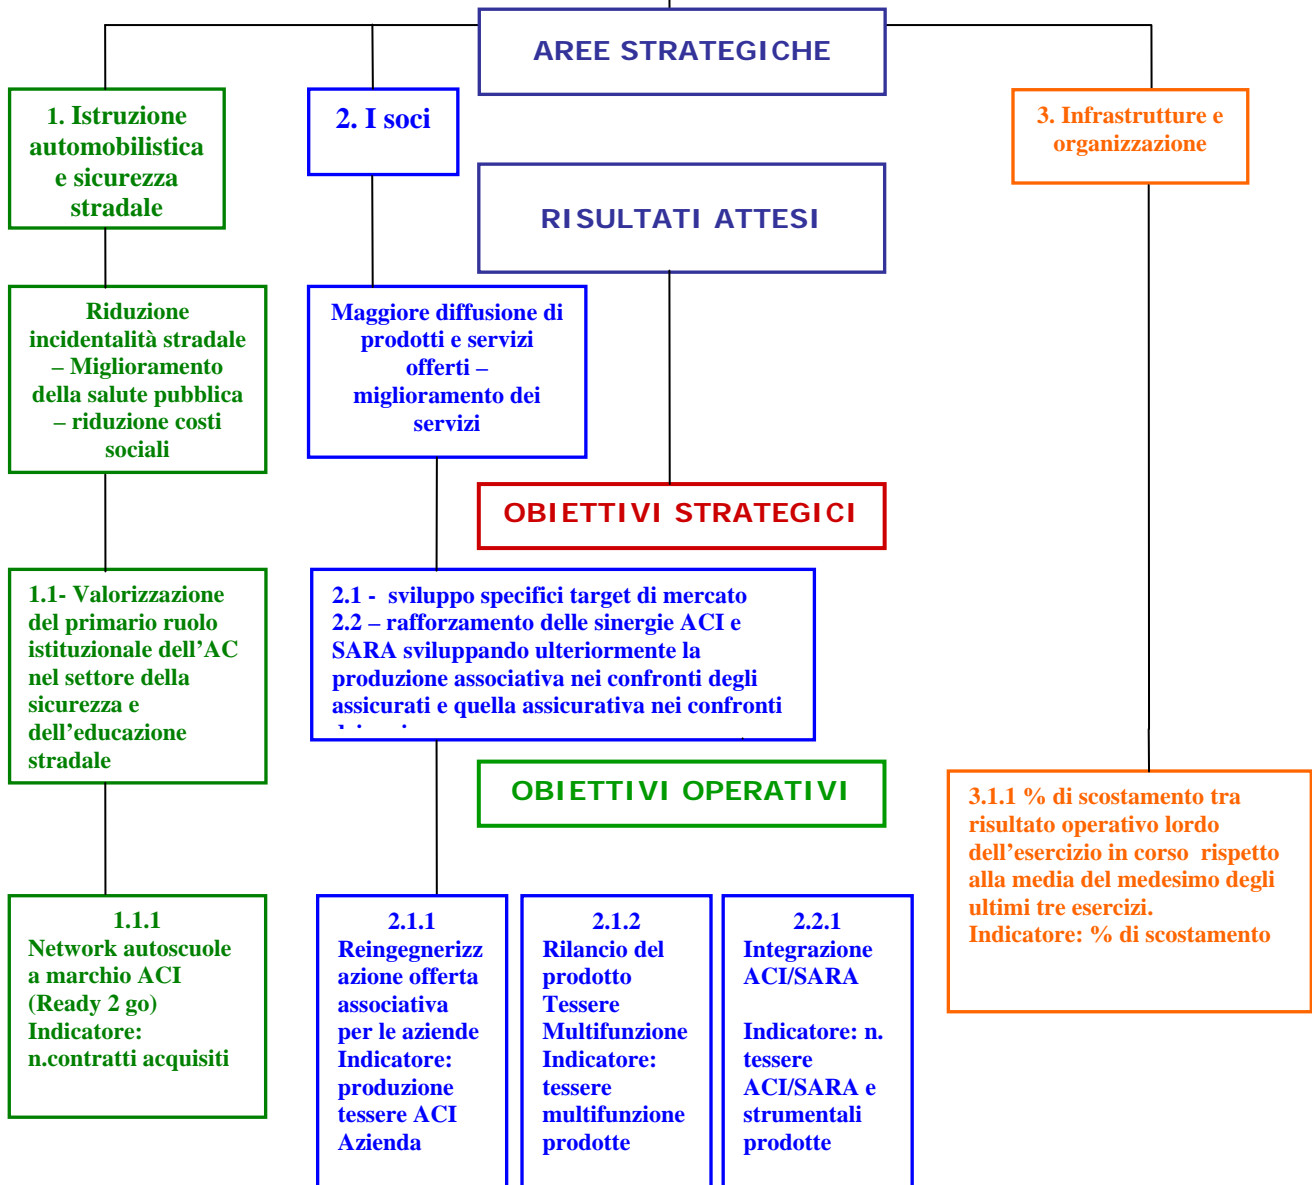 AREE STRATEGICHE
1. Istruzione
automobilistica
e sicurezza
stradale
2. I soci
3. Infrastrutture e
organizzazione
RISULTATI ATTESI
Riduzione
incidentalità stradale
– Miglioramento
della salute pubblica
– riduzione costi
sociali
Maggiore diffusione di
prodotti e servizi
offerti –
miglioramento dei
servizi
OBIETTIVI STRATEGICI
1.1- Valorizzazione
del primario ruolo
istituzionale dell’AC
nel settore della
sicurezza e
dell’educazione
stradale
2.1 - sviluppo specifici target di mercato
2.2 – rafforzamento delle sinergie ACI e
SARA sviluppando ulteriormente la
produzione associativa nei confronti degli
assicurati e quella assicurativa nei confronti
OBIETTIVI OPERATIVI
3.1.1 % di scostamento tra
risultato operativo lordo
dell’esercizio in corso rispetto
alla media del medesimo degli
ultimi tre esercizi.
Indicatore: % di scostamento
1.1.1
Network autoscuole
a marchio ACI
(Ready 2 go)
Indicatore:
n.contratti acquisiti
2.1.1
Reingegnerizz
azione offerta
associativa
per le aziende
Indicatore:
produzione
tessere ACI
Azienda
2.1.2
Rilancio del
prodotto
Tessere
Multifunzione
Indicatore:
tessere
multifunzione
prodotte
2.2.1
Integrazione
ACI/SARA
Indicatore: n.
tessere
ACI/SARA e
strumentali
prodotte